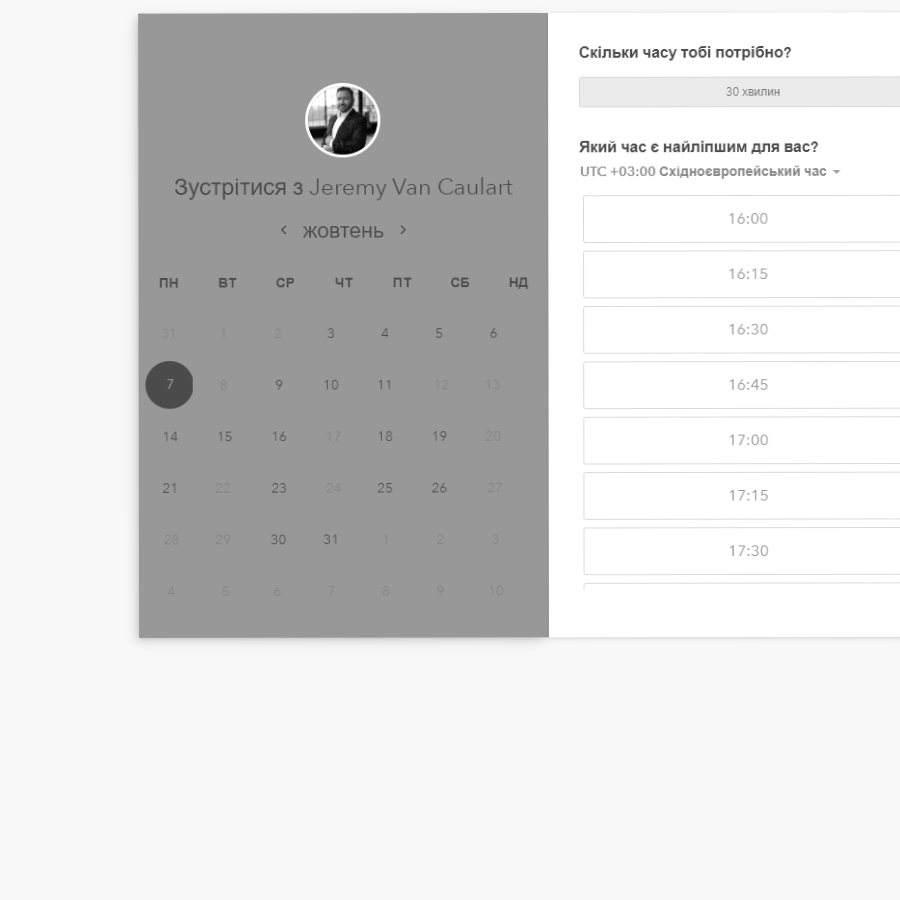 Зустрітися з Jeremy Van Caulart
жовтень
ПН ВТ СР ЧТ ПТ СБ НД
31 1 2 3 4 5 6
7 8 9 10 11 12 13
14 15 16 17 18 19 20
21 22 23 24 25 26 27
28 29 30 31 1 2 3
4 5 6 7 8 9 10
Скільки часу тобі потрібно?
30 хвилин
Який час є найліпшим для вас?
UTC +03:00 Східноєвропейський час
16:00
16:15
16:30
16:45
17:00
17:15
17:30